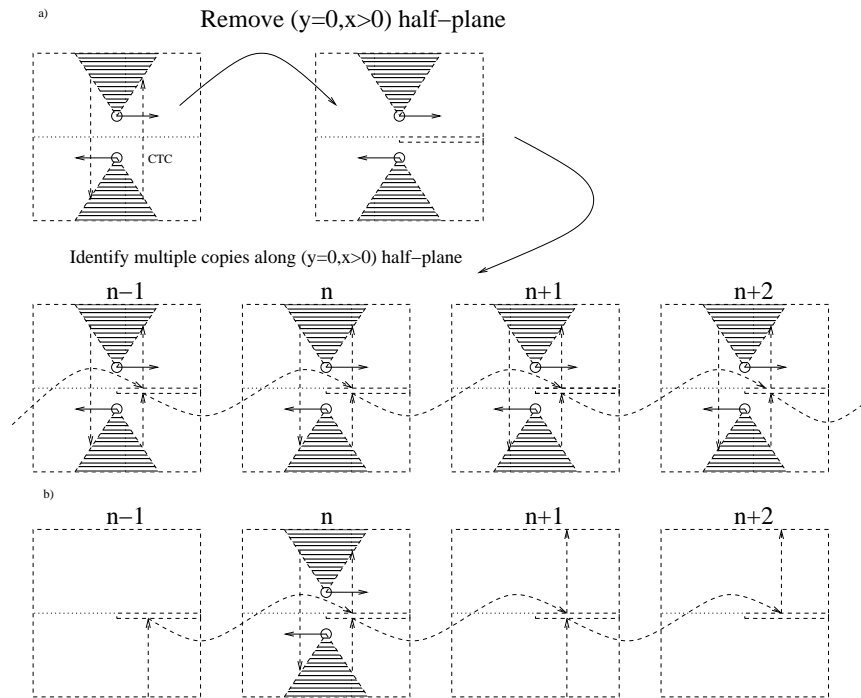 a)
Remove (y=0,x>0) half−plane
CTC
Identify multiple copies along (y=0,x>0) half−plane
n−1 n n+1 n+2
b)
n−1 n n+1 n+2